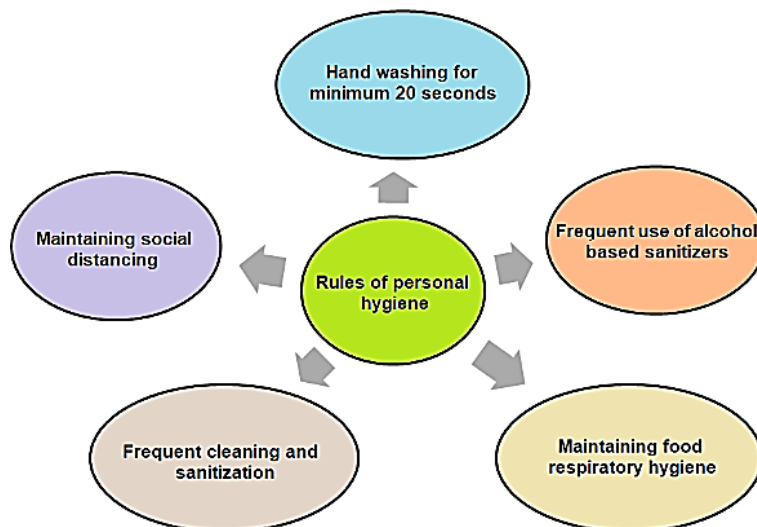 Hand washing for
minimum 20 seconds
Maintaining social
distancing
Frequent use of alcohol
based sanitizers
Rules of personal
hygiene
Frequent cleaning and
sanitization
Maintaining food
respiratory hygiene